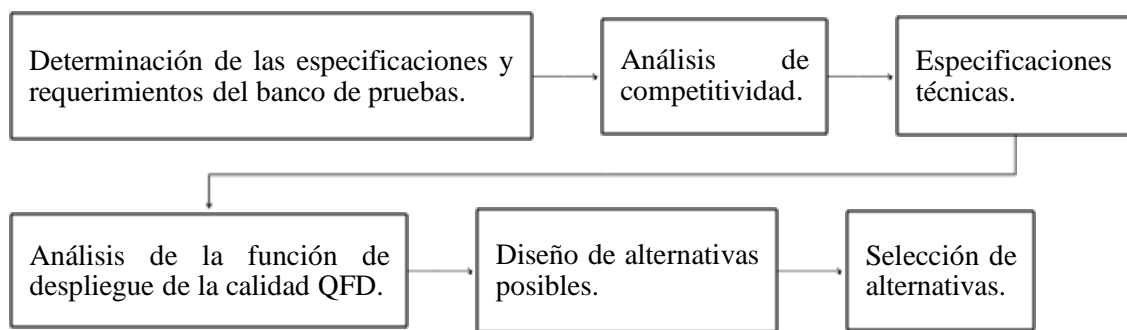 Determinación de las especificaciones y
requerimientos del banco de pruebas.
Análisis de
competitividad.
Especificaciones
técnicas.
Análisis de la función de
despliegue de la calidad QFD.
Diseño de alternativas
posibles.
Selección de
alternativas.